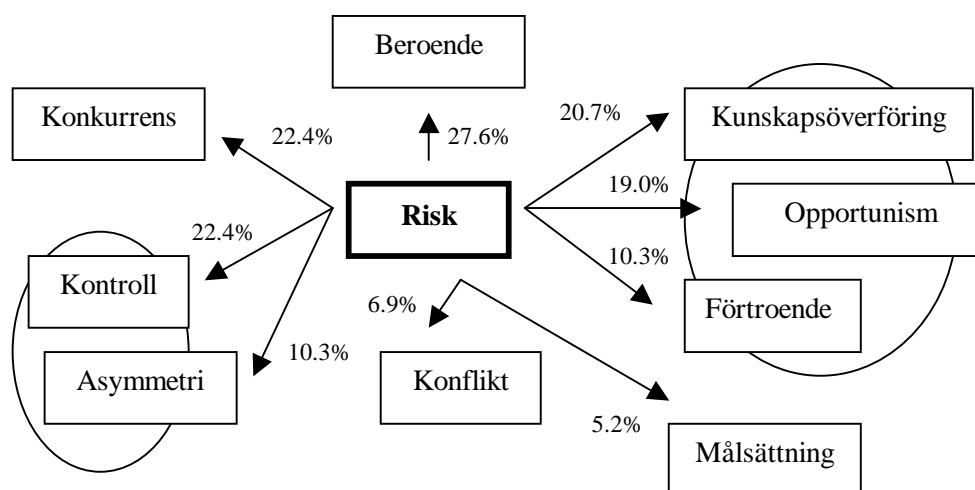 Beroende
Konkurrens
22.4%
27.6%
20.7%
Kunskapsöverföring
Risk
19.0%
Opportunism
22.4%
Kontroll
10.3%
Förtroende
6.9%
10.3%
Asymmetri
Konflikt
5.2%
Målsättning